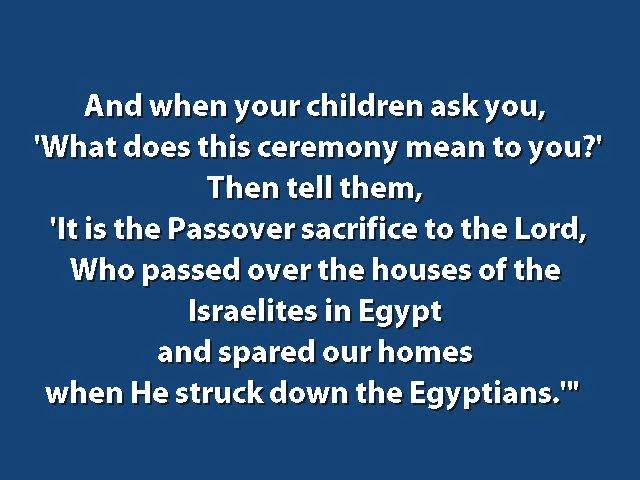 And when your children ask you,
'What does this ceremony mean to you?'
Then tell them,
'It is the Passover sacrifice to the Lord,
Who passed over the houses of the
Israelites in Egypt
and spared our homes
when He struck down the Egyptians.'"